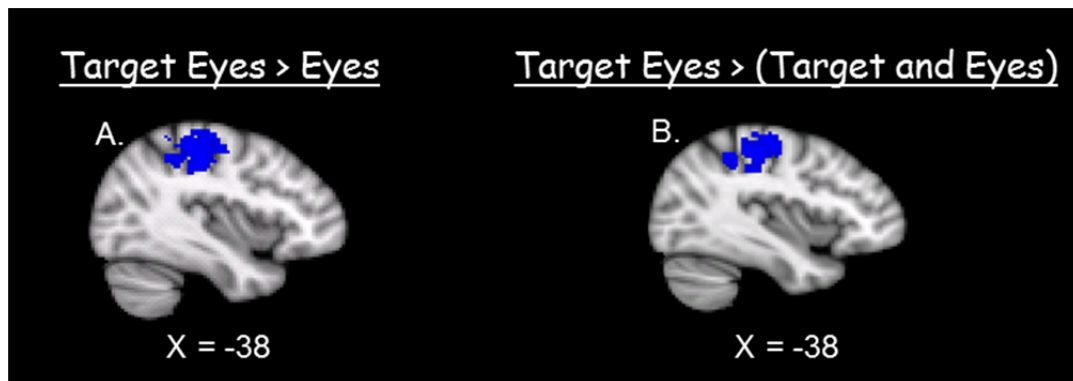 Target Eyes > Eyes
Target Eyes > (Target and Eyes)
A.
B.
X = -38
X = -38